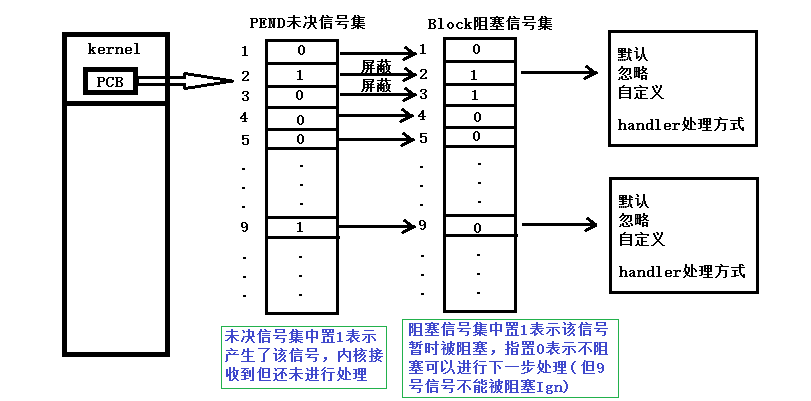 PEND未决信号集 Block阻塞信号集
kernel
PCB
1 0 1 0
2 1 屏蔽 2 1
3 0 屏蔽 3 1
4 0 4 0
5 0 5 0
9 1 9 0
默认
忽略
自定义
handler处理方式
默认
忽略
自定义
handler处理方式
未决信号集中置1表示
产生了该信号，内核接
收到但还未进行处理
阻塞信号集中置1表示该信号
暂时被阻塞，指置0表示不阻
塞可以进行下一步处理(但9
号信号不能被阻塞Ign)